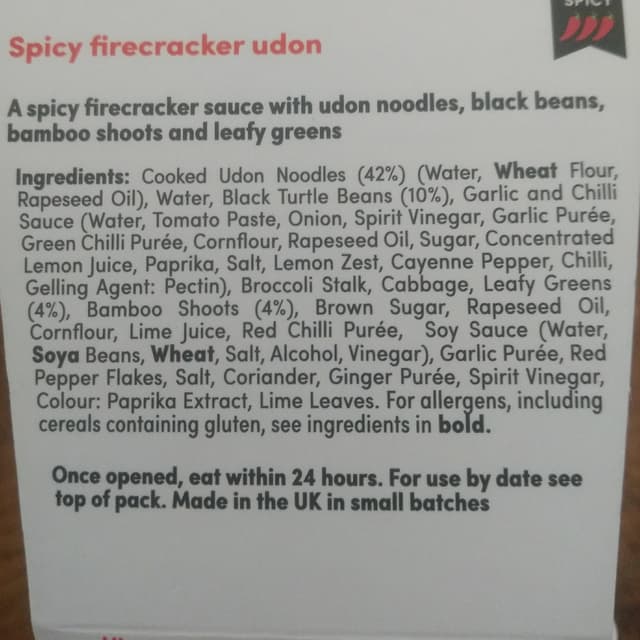 SPICY
Spicy firecracker udon
A spicy firecracker sauce with udon noodles, black beans,
bamboo shoots and leafy greens
Ingredients: Cooked Udon Noodles (42%) (Water, Wheat Flour,
Rapeseed Oil), Water, Black Turtle Beans (10%), Garlic and Chilli
Sauce (Water, Tomato Paste, Onion, Spirit Vinegar, Garlic Purée,
Green Chilli Purée, Cornflour, Rapeseed Oil, Sugar, Concentrated
Lemon Juice, Paprika, Salt, Lemon Zest, Cayenne Pepper, Chilli,
Gelling Agent: Pectin), Broccoli Stalk, Cabbage, Leafy Greens
(4%), Bamboo Shoots (4%), Brown Sugar, Rapeseed Oil,
Cornflour, Lime Juice, Red Chilli Purée, Soy Sauce (Water,
Soya Beans, Wheat, Salt, Alcohol, Vinegar), Garlic Purée, Red
Pepper Flakes, Salt, Coriander, Ginger Purée, Spirit Vinegar,
Colour: Paprika Extract, Lime Leaves. For allergens, including
cereals containing gluten, see ingredients in bold.
Once opened, eat within 24 hours. For use by date see
top of pack. Made in the UK in small batches